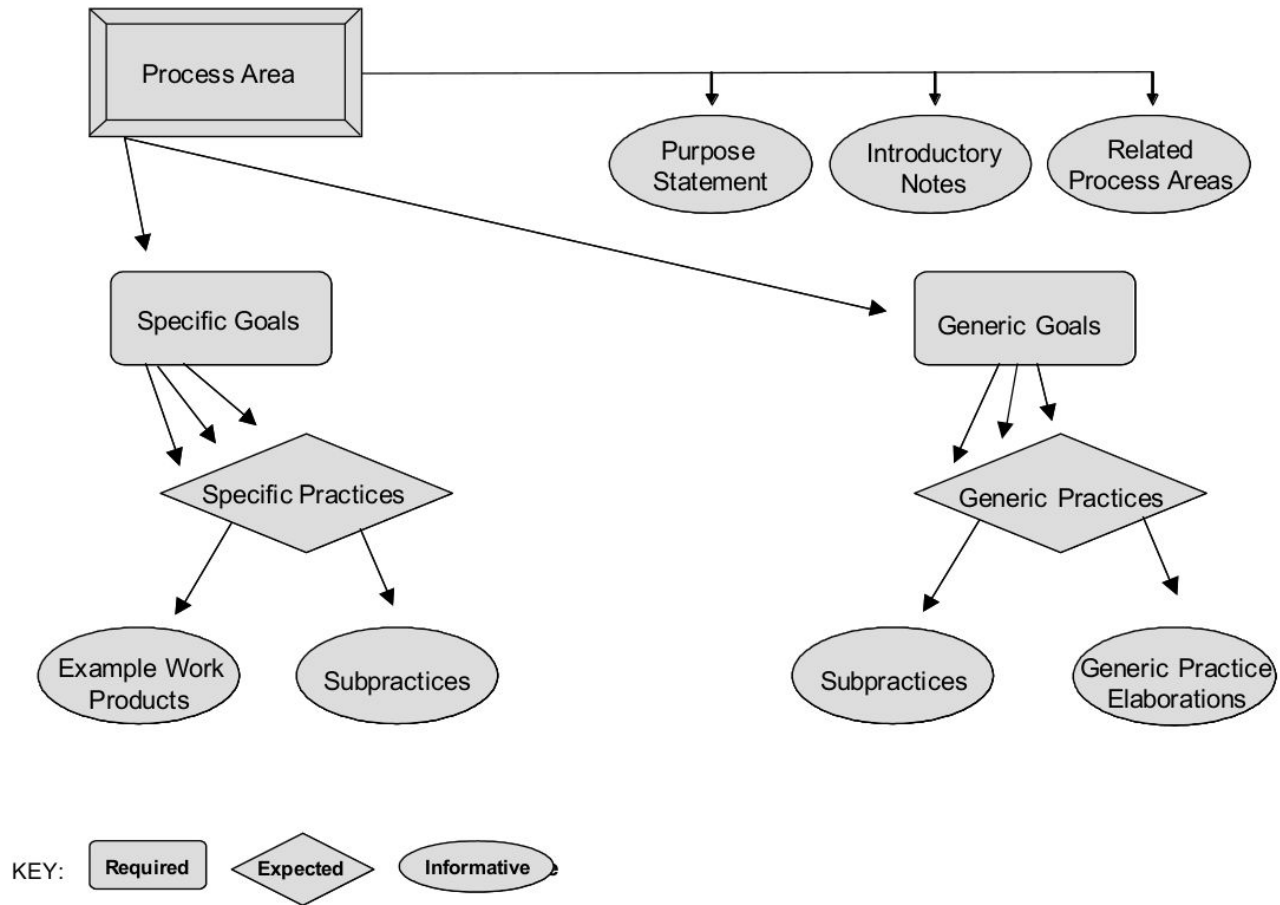 Process Area
Purpose
Statement
Introductory
Notes
Related
Process Areas
Specific Goals
Generic Goals
Specific Practices
Generic Practices
Example Work
Products
Subpractices
Subpractices
Generic Practice
Elaborations
KEY:
Required
Expected
Informative